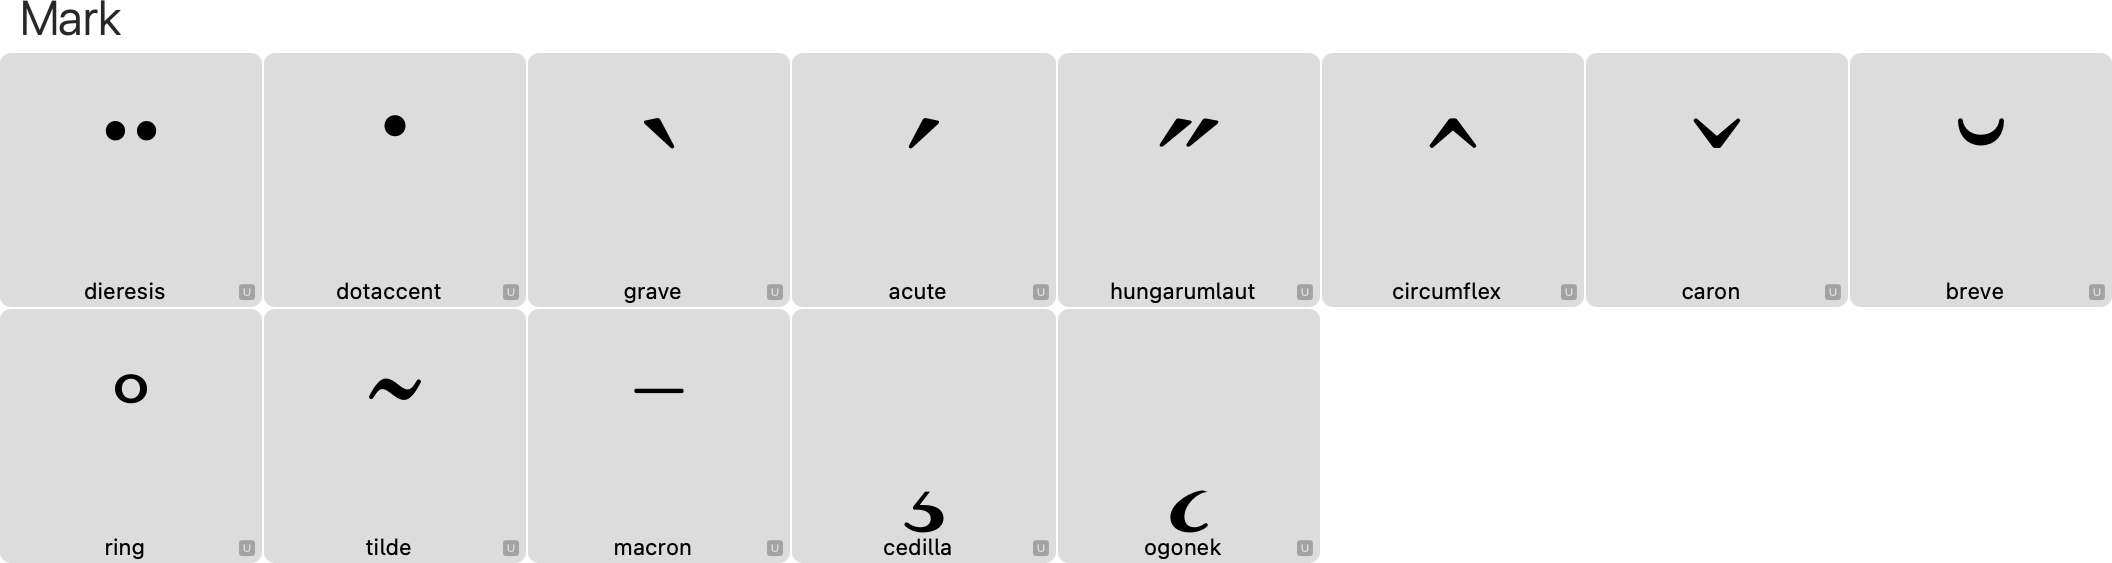 Mark
¨ ˙ ` ´ ˝ ˆ ˇ ˘
dieresis U dotaccent U grave U acute U hungarumlaut U circumflex U caron U breve U
˚ ˜ ¯ ¸ ˛
ring U tilde U macron U cedilla U ogonek U